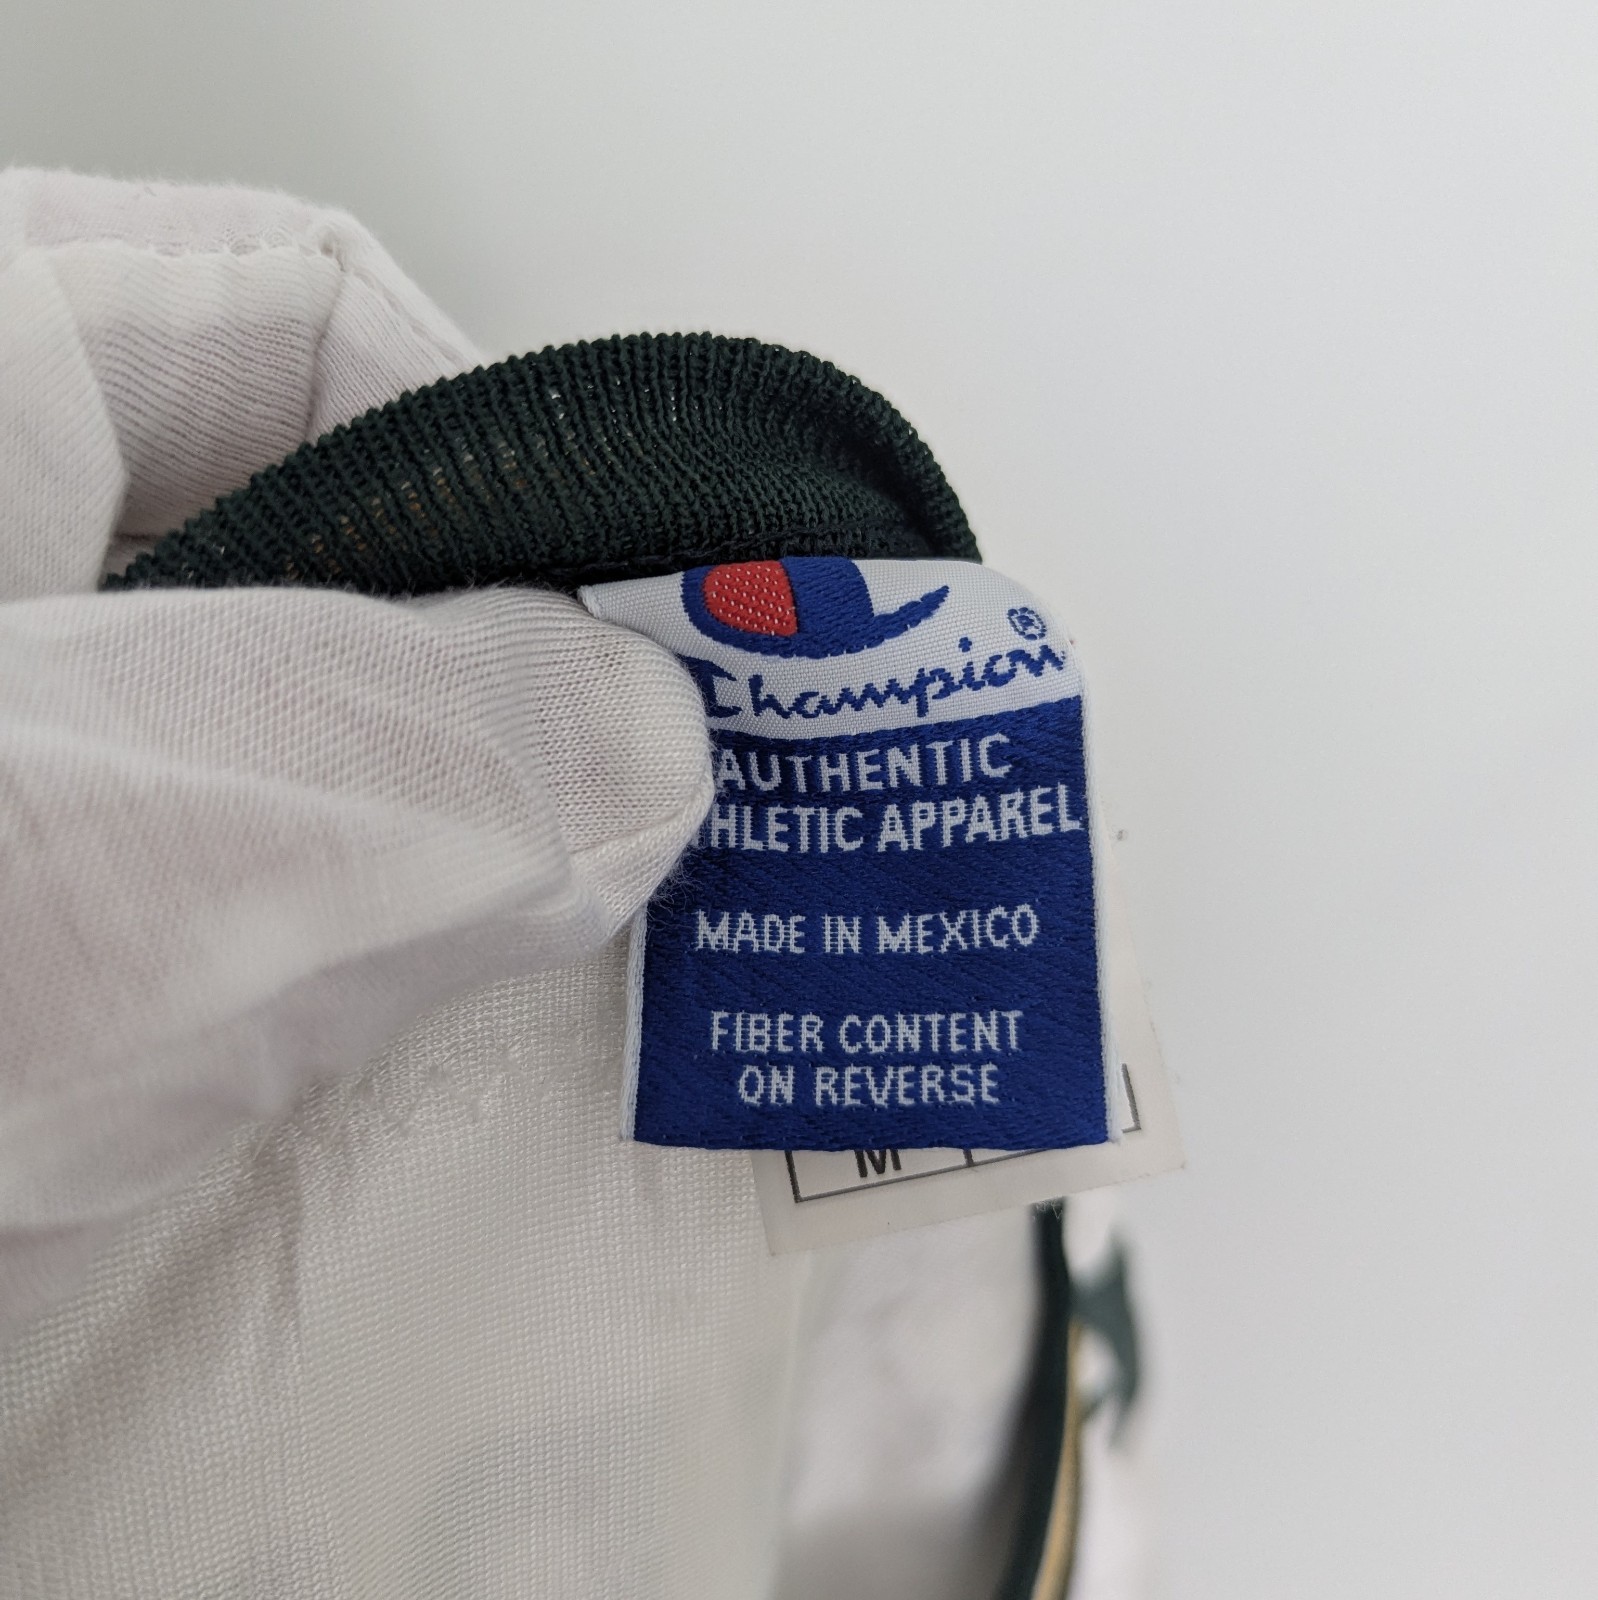 Champion®
AUTHENTIC
THLETIC APPAREL
MADE IN MEXICO
FIBER CONTENT
ON REVERSE
M